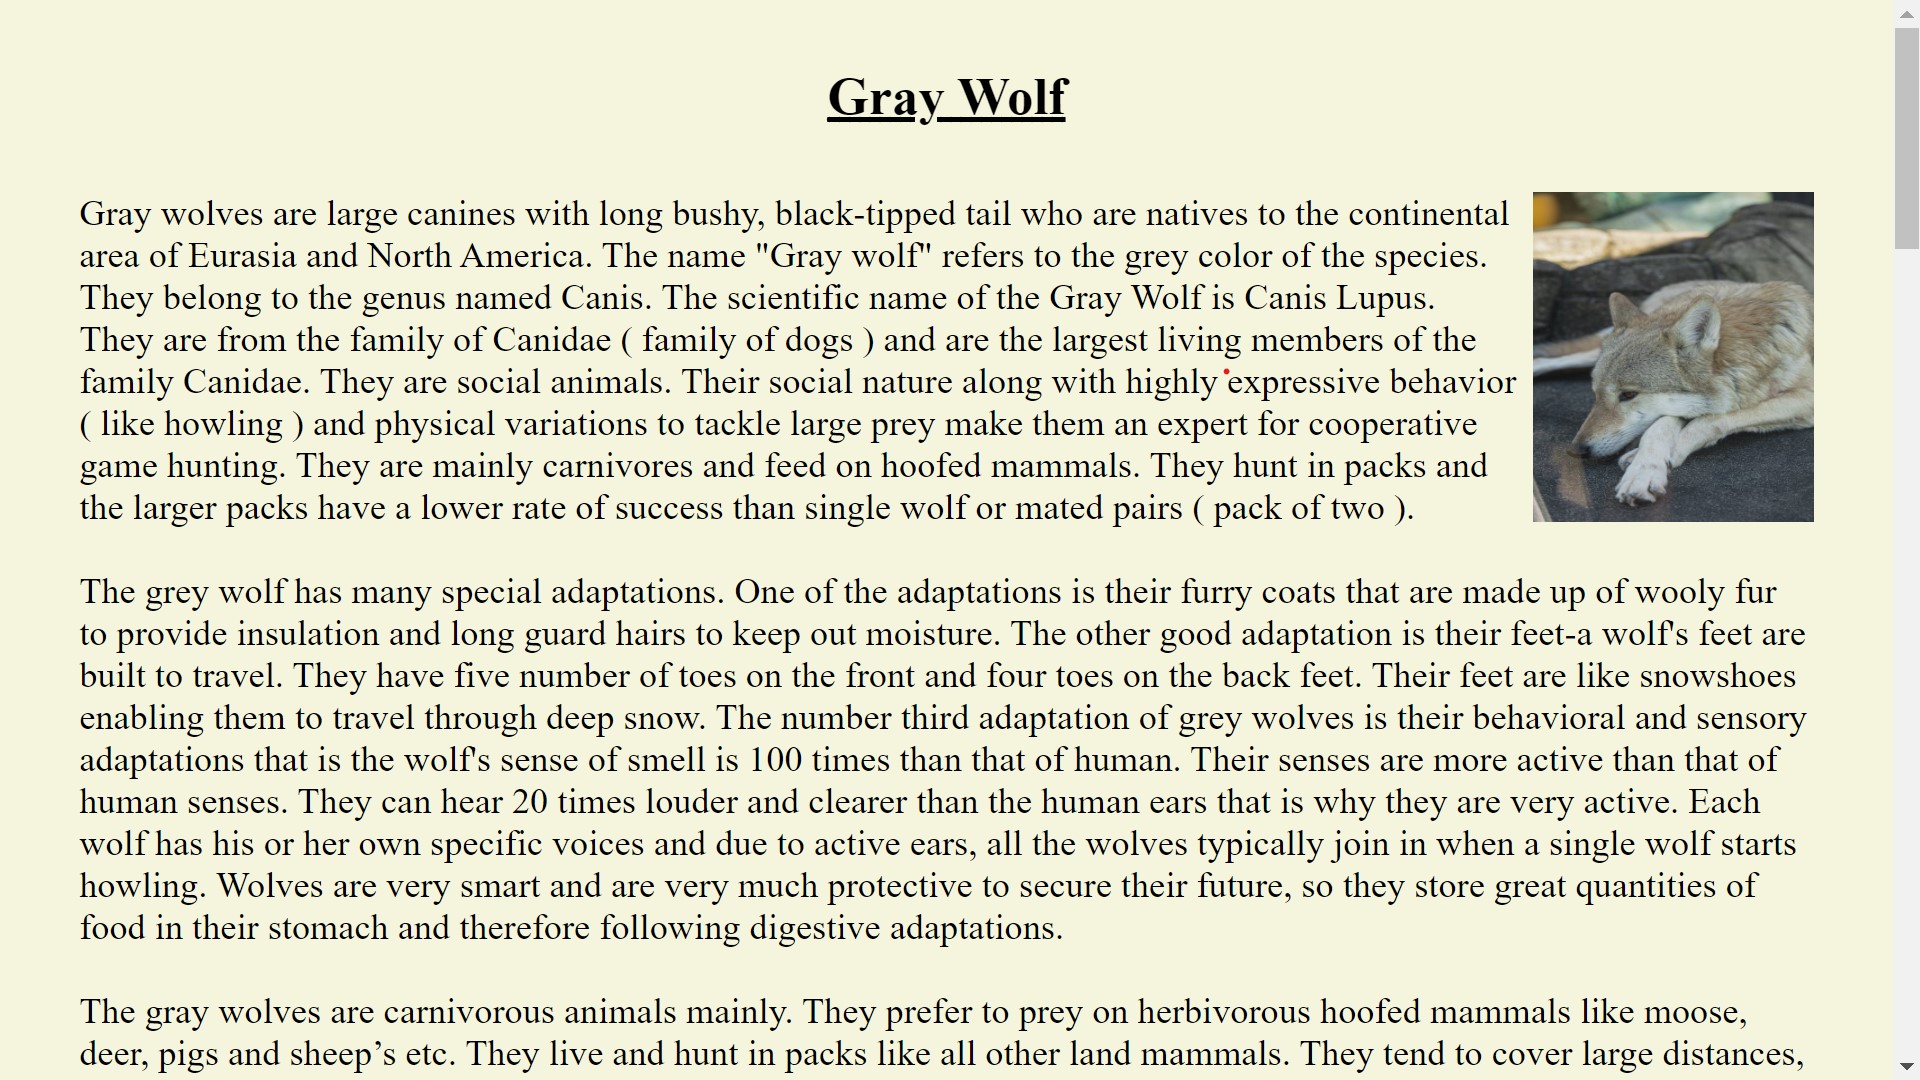 Gray Wolf
Gray wolves are large canines with long bushy, black-tipped tail who are natives to the continental
area of Eurasia and North America. The name "Gray wolf" refers to the grey color of the species.
They belong to the genus named Canis. The scientific name of the Gray Wolf is Canis Lupus.
They are from the family of Canidae ( family of dogs ) and are the largest living members of the
family Canidae. They are social animals. Their social nature along with highly expressive behavior
( like howling ) and physical variations to tackle large prey make them an expert for cooperative
game hunting. They are mainly carnivores and feed on hoofed mammals. They hunt in packs and
the larger packs have a lower rate of success than single wolf or mated pairs ( pack of two ).
The grey wolf has many special adaptations. One of the adaptations is their furry coats that are made up of wooly fur
to provide insulation and long guard hairs to keep out moisture. The other good adaptation is their feet-a wolf's feet are
built to travel. They have five number of toes on the front and four toes on the back feet. Their feet are like snowshoes
enabling them to travel through deep snow. The number third adaptation of grey wolves is their behavioral and sensory
adaptations that is the wolf's sense of smell is 100 times than that of human. Their senses are more active than that of
human senses. They can hear 20 times louder and clearer than the human ears that is why they are very active. Each
wolf has his or her own specific voices and due to active ears, all the wolves typically join in when a single wolf starts
howling. Wolves are very smart and are very much protective to secure their future, so they store great quantities of
food in their stomach and therefore following digestive adaptations.
The gray wolves are carnivorous animals mainly. They prefer to prey on herbivorous hoofed mammals like moose,
deer, pigs and sheep’s etc. They live and hunt in packs like all other land mammals. They tend to cover large distances,